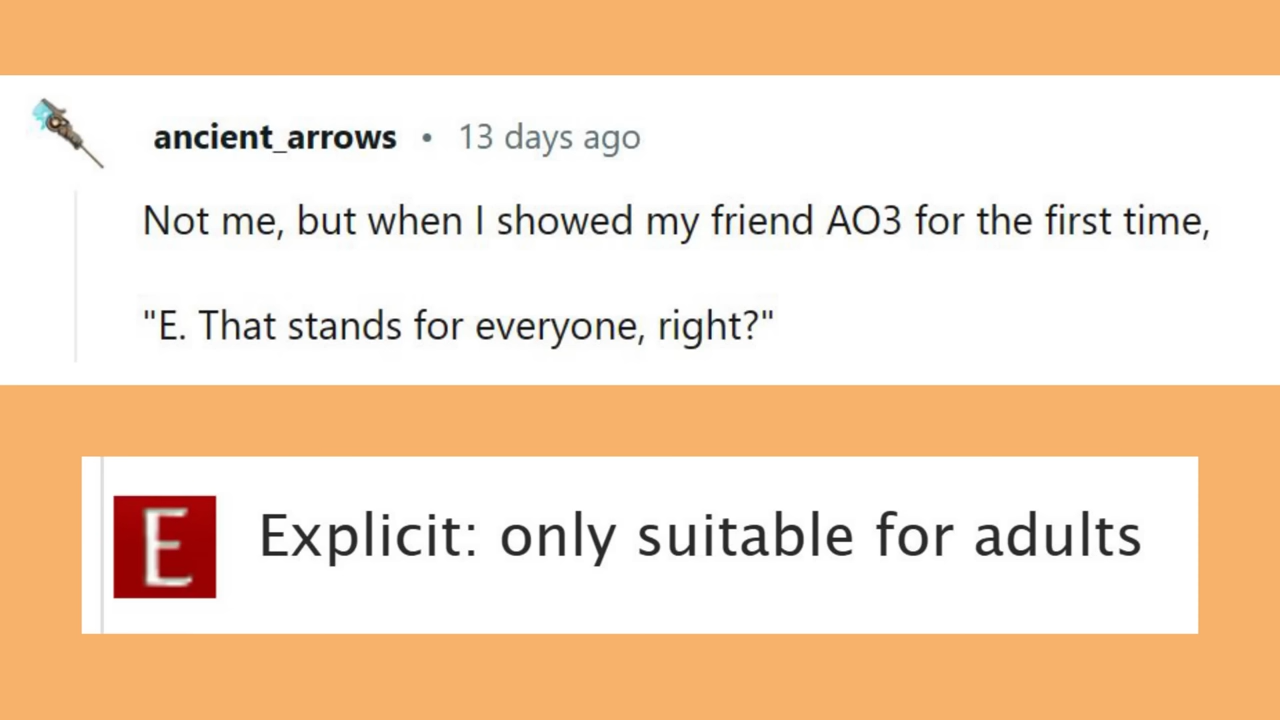 ancient_arrows • 13 days ago
Not me, but when I showed my friend AO3 for the first time,
"E. That stands for everyone, right?"
E Explicit: only suitable for adults